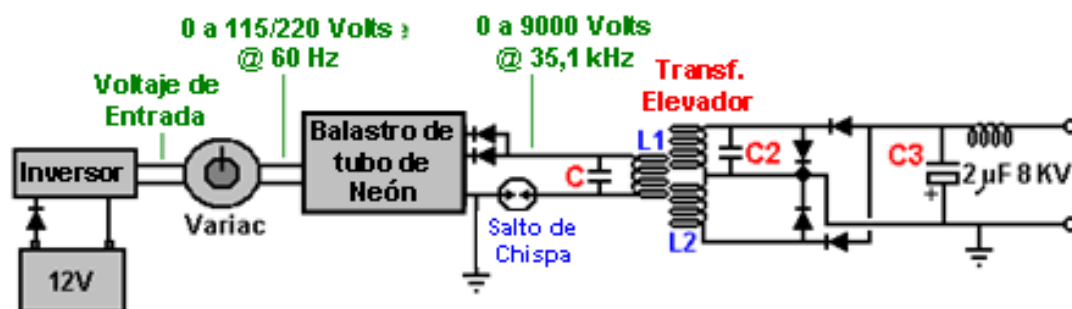 0 a 115/220 Volts
@ 60 Hz
0 a 9000 Volts
@ 35,1 kHz
Voltaje de
Entrada
Transf.
Elevador
Inversor
Variac
Balastro de
tubo de
Neón
C
L1
C2
C3
2 µF 8 KV
+
Salto de
Chispa
L2
12V